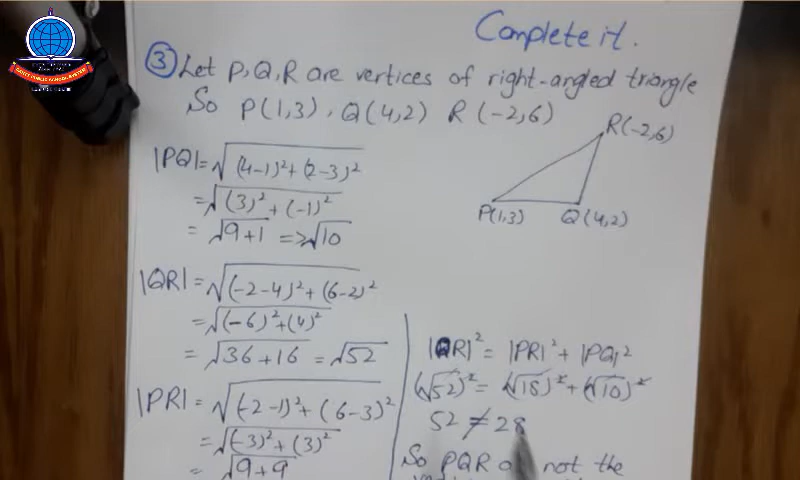 Complete it.
③ Let P,Q,R are vertices of right-angled triangle
So P(1,3), Q(4,2) R(-2,6)
R(-2,6)
P(1,3) Q(4,2)
|PQ| = √(4-1)²+(2-3)²
= √(3)²+(-1)²
= √9+1 => √10
|QR| = √(-2-4)²+(6-2)²
= √(-6)²+(4)²
= √36+16 = √52
|PR| = √(-2-1)²+(6-3)²
= √(-3)²+(3)²
= √9+9
|QR|² = |PR|² + |PQ|²
(√52)² = (√18)² + (√10)²
52 ≠ 28
So PQR not the